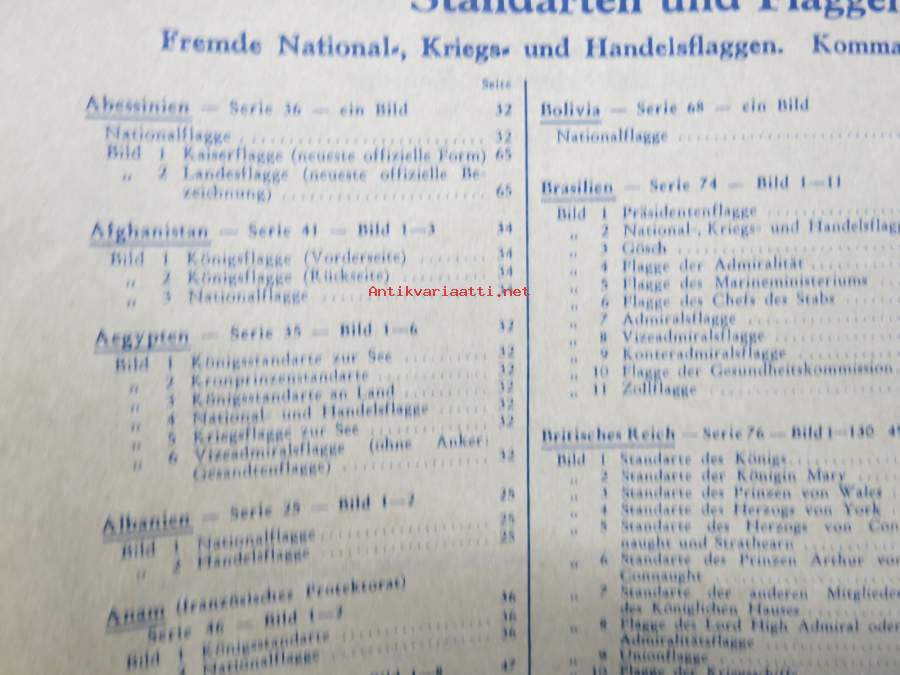 Standarten und Flaggen
Fremde National-, Kriegs- und Handelsflaggen. Komma
Seite
Abessinien — Serie 36 — ein Bild 32
Nationalflagge 32
Bild 1 Kaiserflagge (neueste offizielle Form) 65
„ 2 Landesflagge (neueste offizielle Be-
zeichnung) 65
Afghanistan — Serie 41 — Bild 1—3 34
Bild 1 Königsflagge (Vorderseite) 34
„ 2 Königsflagge (Rückseite) 34
„ 3 Nationalflagge
Antikvariaatti.net
Aegypten — Serie 35 — Bild 1—6 32
Bild 1 Königsstandarte zur See 32
„ 2 Kronprinzenstandarte 32
„ 3 Königsstandarte an Land 32
„ 4 National- und Handelsflagge 32
„ 5 Kriegsflagge zur See 32
„ 6 Vizeadmiralsflagge (ohne Anker:
Gesandtenflagge) 32
Albanien — Serie 25 — Bild 1—2 25
Bild 1 Nationalflagge 25
„ 2 Handelsflagge 25
Anam (französisches Protektorat)
Serie 46 — Bild 1—2 36
Bild 1 Königsstandarte 36
Nationalflagge 36
47
Bolivia — Serie 68 — ein Bild
Nationalflagge
Brasilien — Serie 74 — Bild 1—11
Bild 1 Präsidentenflagge
„ 2 National-, Kriegs- und Handelsflagg
„ 3 Gösch
„ 4 Flagge der Admiralität
„ 5 Flagge des Marineministeriums
„ 6 Flagge des Chefs des Stabs
„ 7 Admiralsflagge
„ 8 Vizeadmiralsflagge
„ 9 Konteradmiralsflagge
„ 10 Flagge der Gesundheitskommission
„ 11 Zollflagge
Britisches Reich — Serie 76 — Bild 1—130
Bild 1 Standarte des Königs
„ 2 Standarte der Königin Mary
„ 3 Standarte des Prinzen von Wales
„ 4 Standarte des Herzogs von York
„ 5 Standarte des Herzogs von Con
naught und Strathearn
„ 6 Standarte des Prinzen Arthur von
Connaught
„ 7 Standarte der anderen Mitglieder
des Königlichen Hauses
„ 8 Flagge des Lord High Admiral oder
Admiralitätsflagge
„ 9 Unionflagge
„ 10 Flagge der Kriegsschiffe